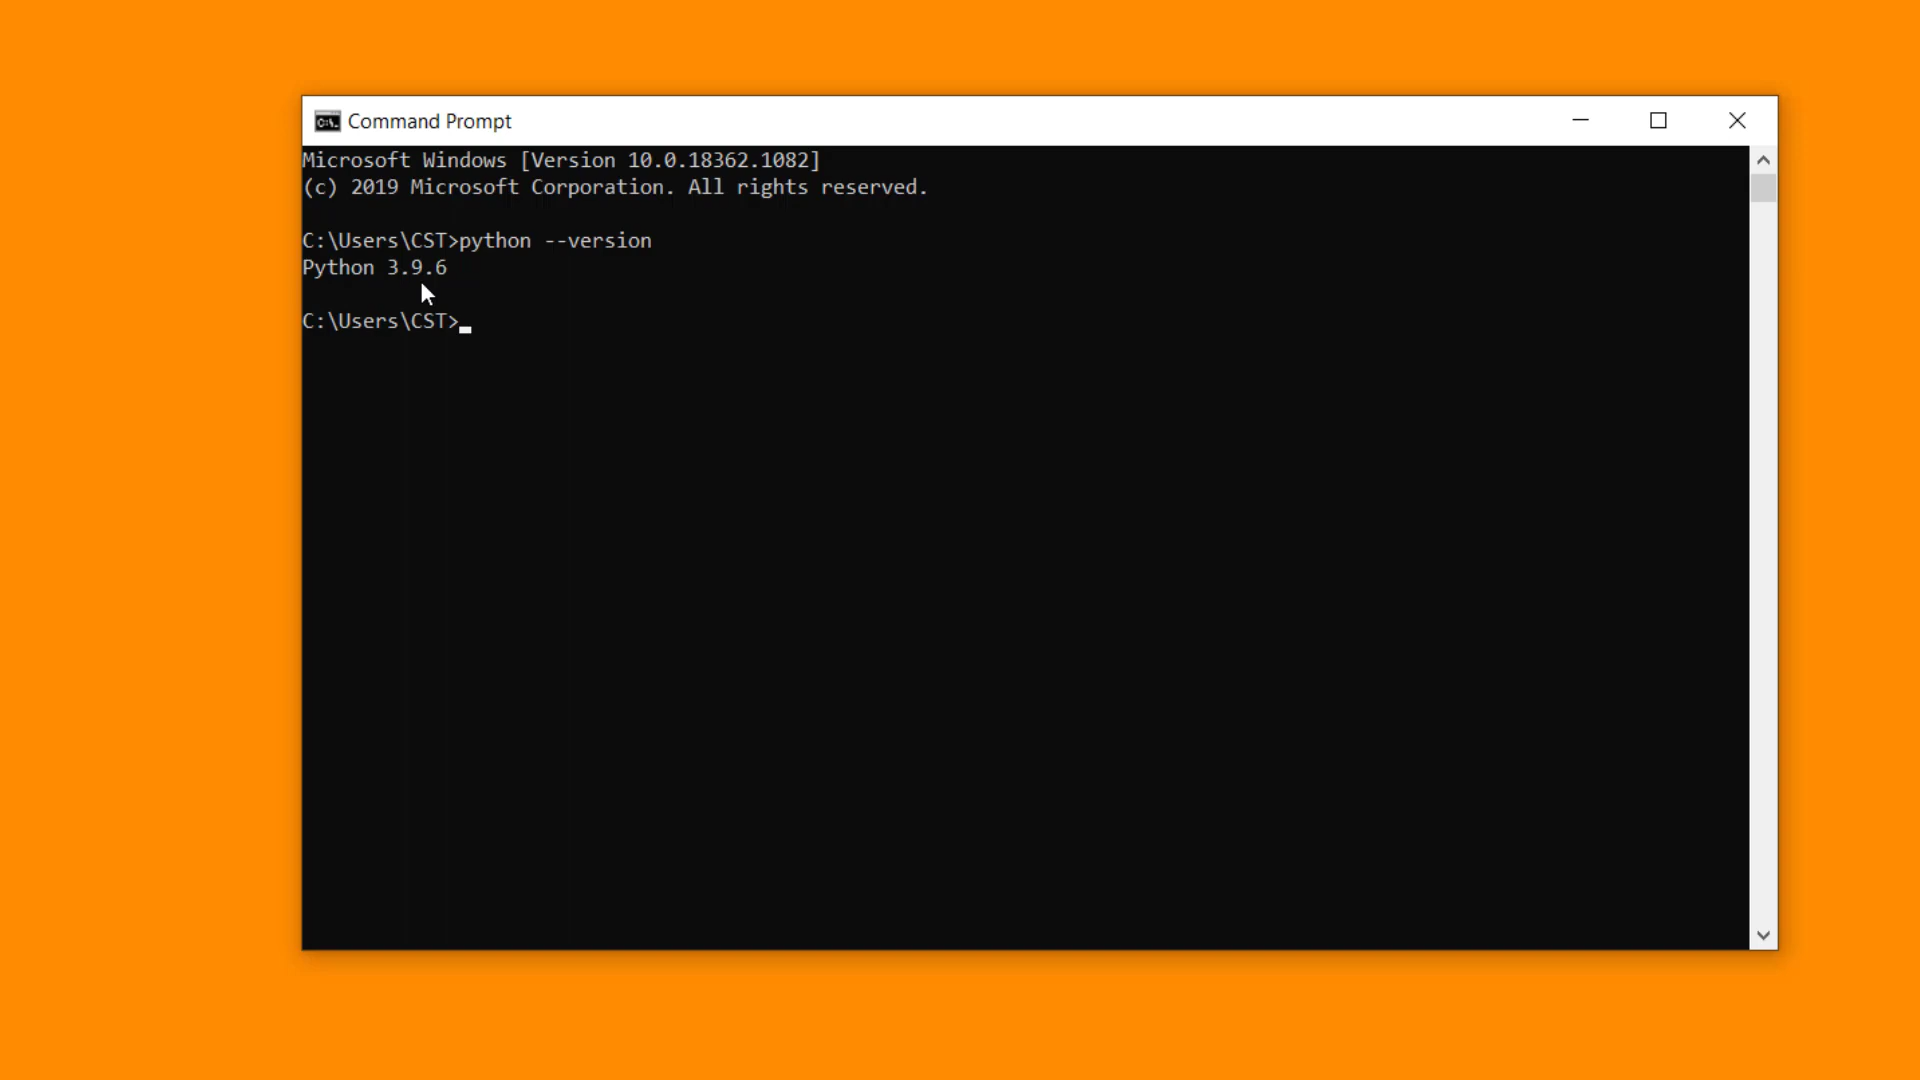 Command Prompt
Microsoft Windows [Version 10.0.18362.1082]
(c) 2019 Microsoft Corporation. All rights reserved.
C:\Users\CST>python --version
Python 3.9.6
C:\Users\CST>